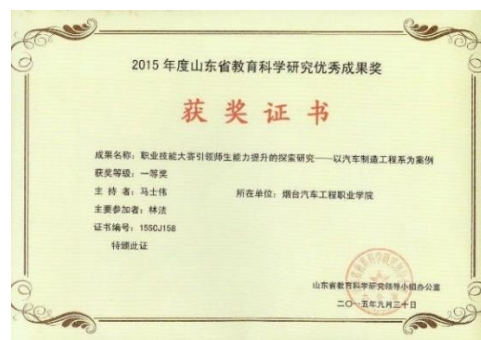 2015 年度山东省教育科学研究优秀成果奖
获奖证书
成果名称：职业技能大赛引领师生能力提升的探索研究——以汽车制造工程系为案例
获奖等级：一等奖
主 持 者：马士伟 所在单位：烟台汽车工程职业学院
主要参加者：林洁
证书编号：15SCJ158
特颁此证
山东省教育科学研究领导小组办公室
二〇一五年九月三十日